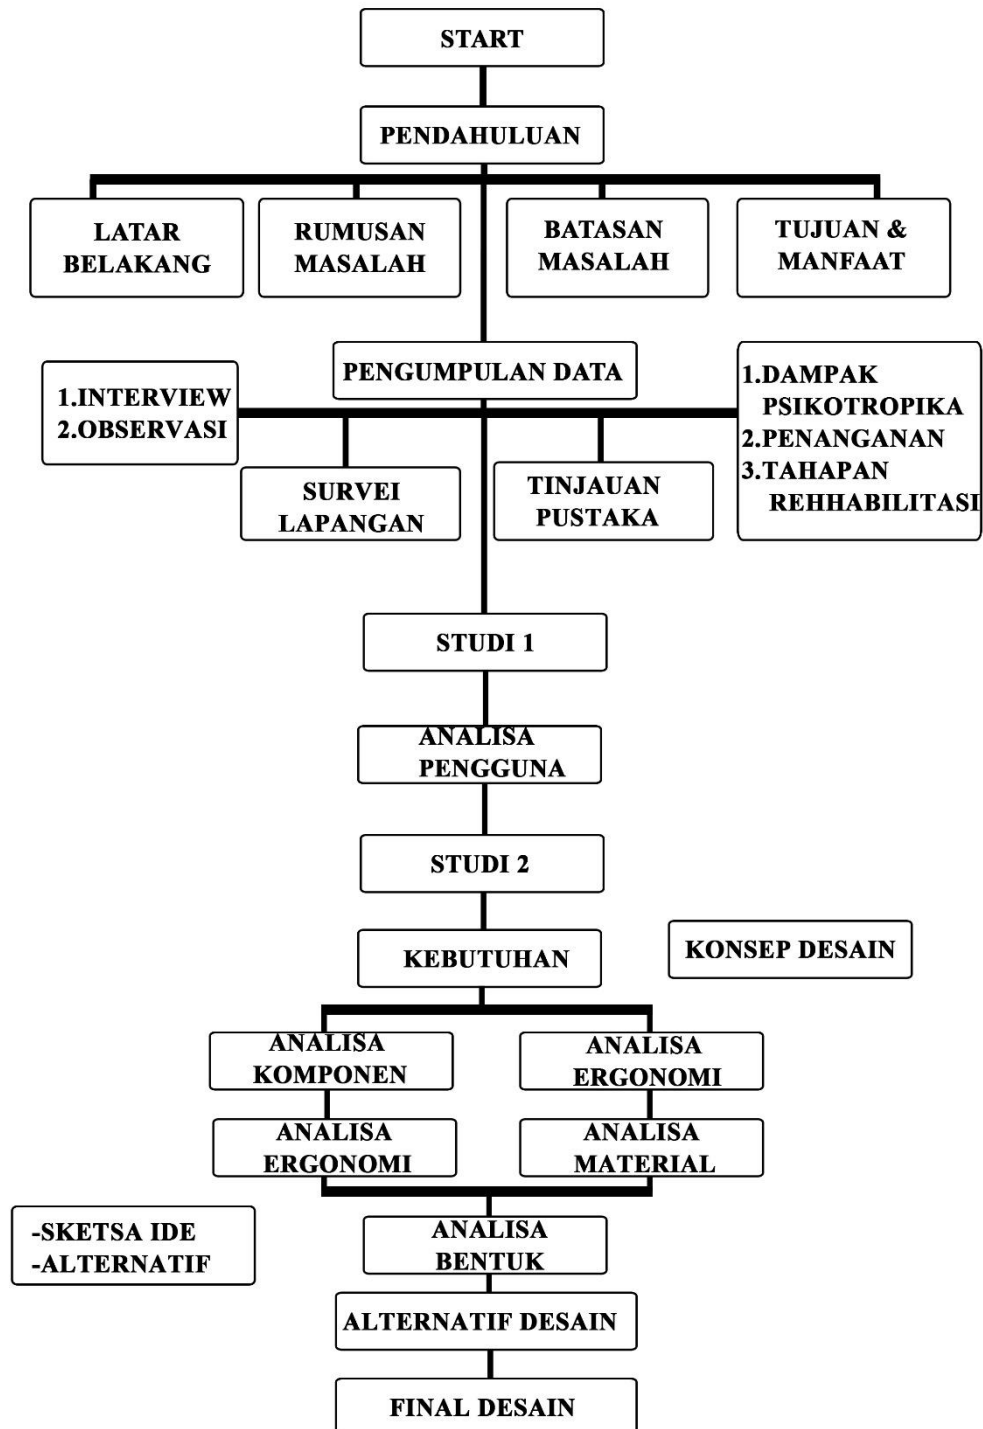 START
PENDAHULUAN
LATAR
BELAKANG
RUMUSAN
MASALAH
BATASAN
MASALAH
TUJUAN &
MANFAAT
PENGUMPULAN DATA
1.INTERVIEW
2.OBSERVASI
SURVEI
LAPANGAN
TINJAUAN
PUSTAKA
1.DAMPAK
PSIKOTROPIKA
2.PENANGANAN
3.TAHAPAN
REHHABILITASI
STUDI 1
ANALISA
PENGGUNA
STUDI 2
KEBUTUHAN
KONSEP DESAIN
ANALISA
KOMPONEN
ANALISA
ERGONOMI
ANALISA
ERGONOMI
ANALISA
MATERIAL
-SKETSA IDE
-ALTERNATIF
ANALISA
BENTUK
ALTERNATIF DESAIN
FINAL DESAIN